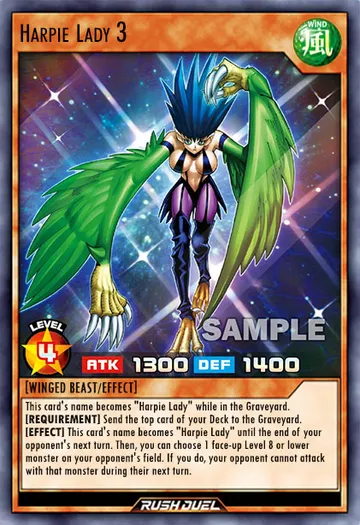 Harpie Lady 3
WIND
風
SAMPLE
LEVEL
4
ATK 1300 DEF 1400
[WINGED BEAST/EFFECT]
This card's name becomes "Harpie Lady" while in the Graveyard.
[REQUIREMENT] Send the top card of your Deck to the Graveyard.
[EFFECT] This card's name becomes "Harpie Lady" until the end of your
opponent's next turn. Then, you can choose 1 face-up Level 8 or lower
monster on your opponent's field. If you do, your opponent cannot attack
with that monster during their next turn.
RUSH DUEL